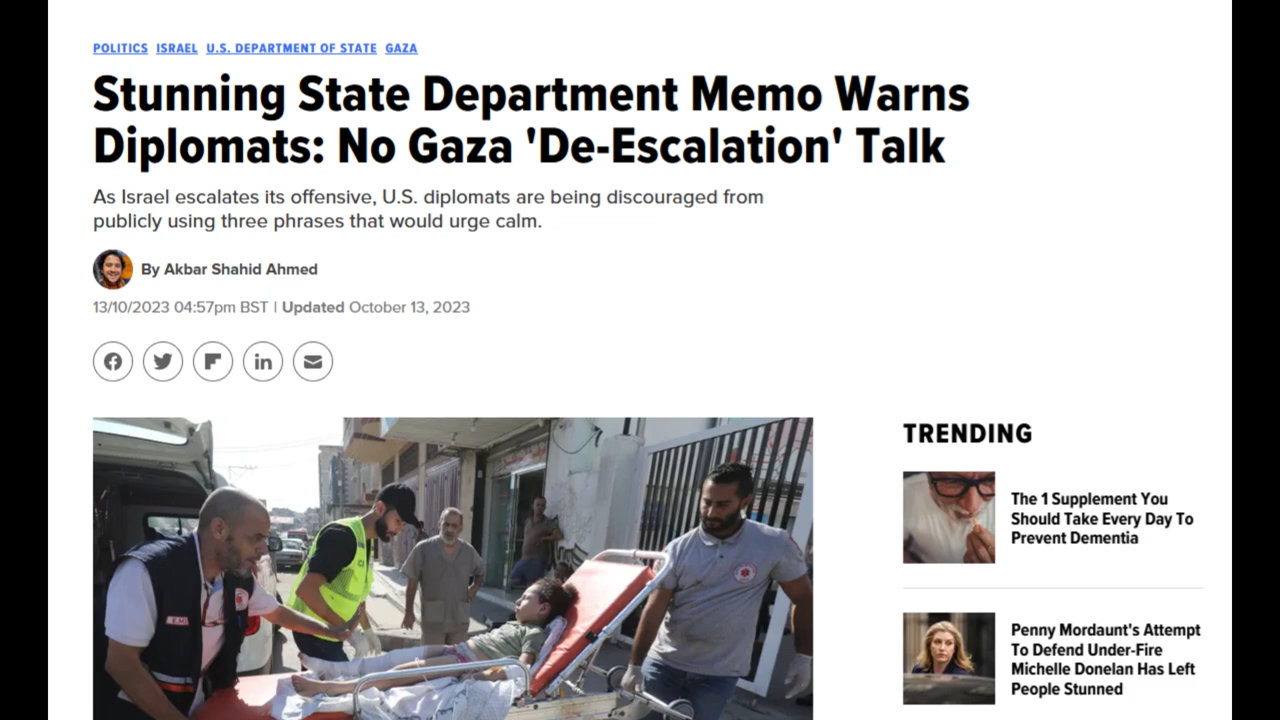 POLITICS ISRAEL U.S. DEPARTMENT OF STATE GAZA
Stunning State Department Memo Warns
Diplomats: No Gaza 'De-Escalation' Talk
As Israel escalates its offensive, U.S. diplomats are being discouraged from
publicly using three phrases that would urge calm.
By Akbar Shahid Ahmed
13/10/2023 04:57pm BST | Updated October 13, 2023
TRENDING
The 1 Supplement You
Should Take Every Day To
Prevent Dementia
Penny Mordaunt's Attempt
To Defend Under-Fire
Michelle Donelan Has Left
People Stunned